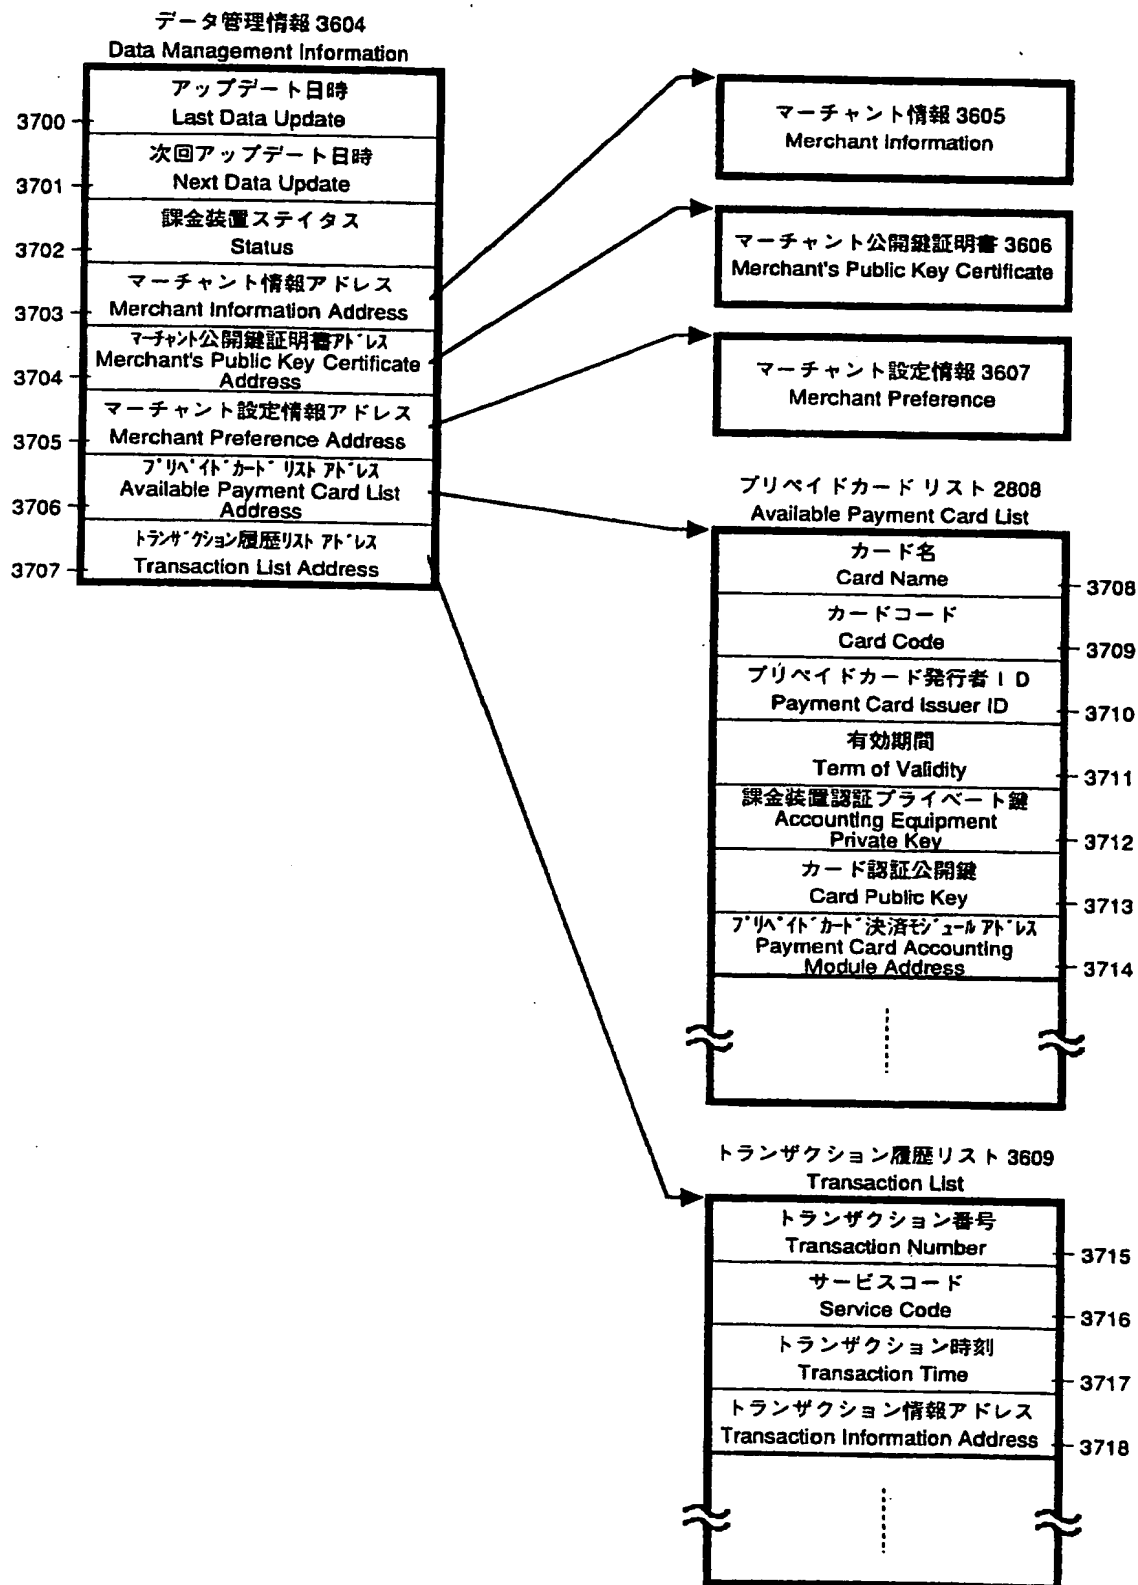 データ管理情報 3604
Data Management Information
アップデート日時
Last Data Update
3700
次回アップデート日時
Next Data Update
3701
課金装置ステイタス
Status
3702
マーチャント情報アドレス
Merchant Information Address
3703
マーチャント公開鍵証明書アドレス
Merchant's Public Key Certificate
Address
3704
マーチャント設定情報アドレス
Merchant Preference Address
3705
プリペイドカード リスト アドレス
Available Payment Card List
Address
3706
トランザクション履歴リスト アドレス
Transaction List Address
3707
マーチャント情報 3605
Merchant Information
マーチャント公開鍵証明書 3606
Merchant's Public Key Certificate
マーチャント設定情報 3607
Merchant Preference
プリペイドカード リスト 2808
Available Payment Card List
カード名
Card Name
3708
カードコード
Card Code
3709
プリペイドカード発行者ID
Payment Card Issuer ID
3710
有効期間
Term of Validity
3711
課金装置認証プライベート鍵
Accounting Equipment
Private Key
3712
カード認証公開鍵
Card Public Key
3713
プリペイドカード決済モジュールアドレス
Payment Card Accounting
Module Address
3714
トランザクション履歴リスト 3609
Transaction List
トランザクション番号
Transaction Number
3715
サービスコード
Service Code
3716
トランザクション時刻
Transaction Time
3717
トランザクション情報アドレス
Transaction Information Address
3718